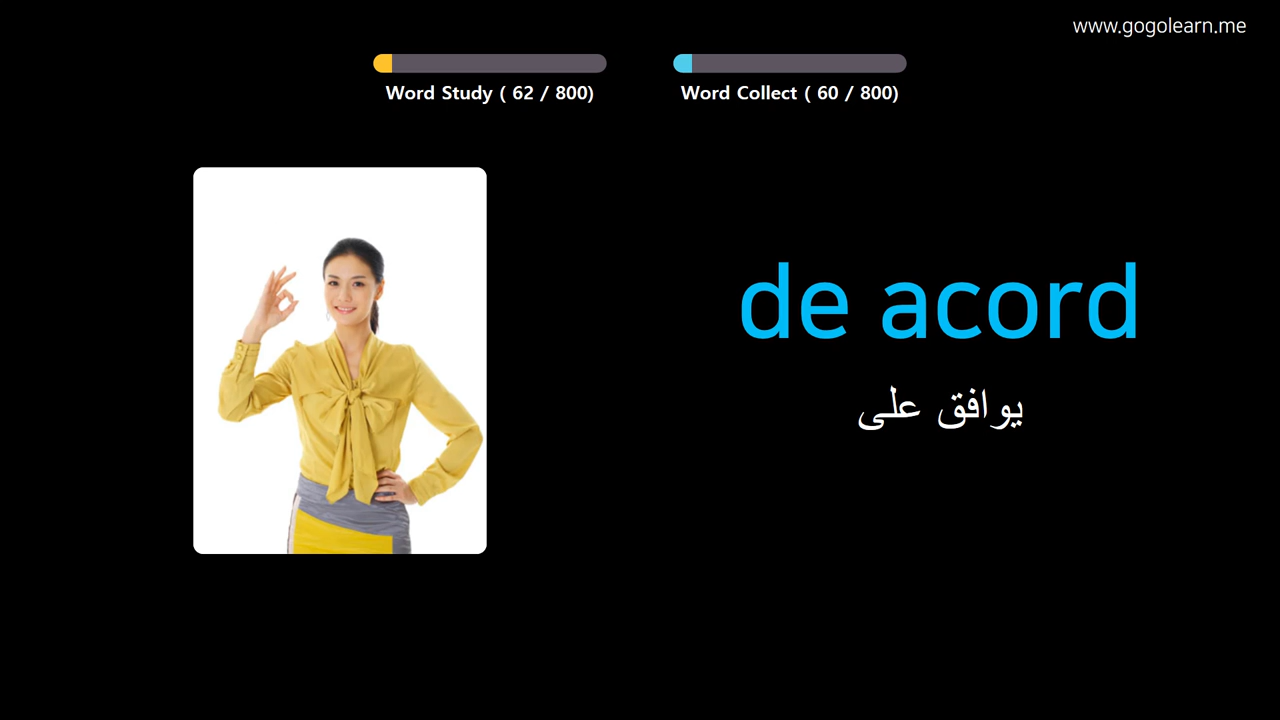 www.gogolearn.me
Word Study ( 62 / 800)
Word Collect ( 60 / 800)
de acord
يوافق على